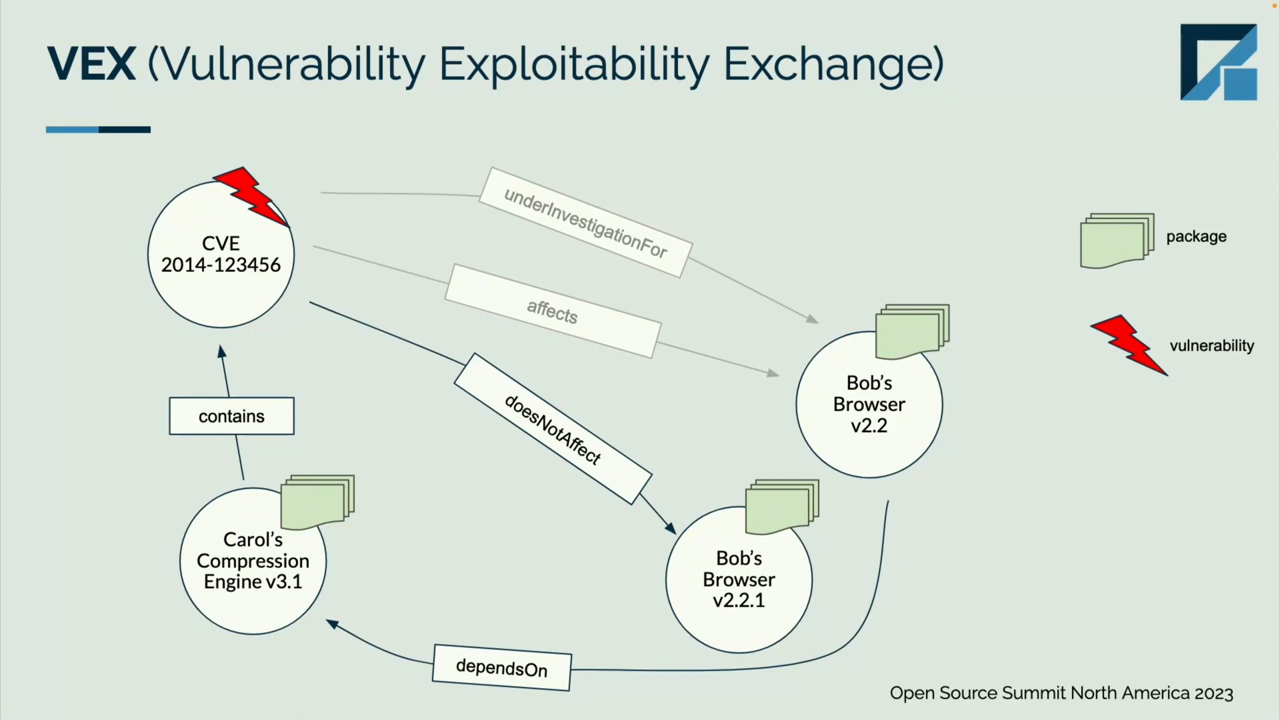 VEX (Vulnerability Exploitability Exchange)
CVE
2014-123456
underInvestigationFor
affects
doesNotAffect
contains
Carol's
Compression
Engine v3.1
Bob's
Browser
v2.2
Bob's
Browser
v2.2.1
dependsOn
package
vulnerability
Open Source Summit North America 2023